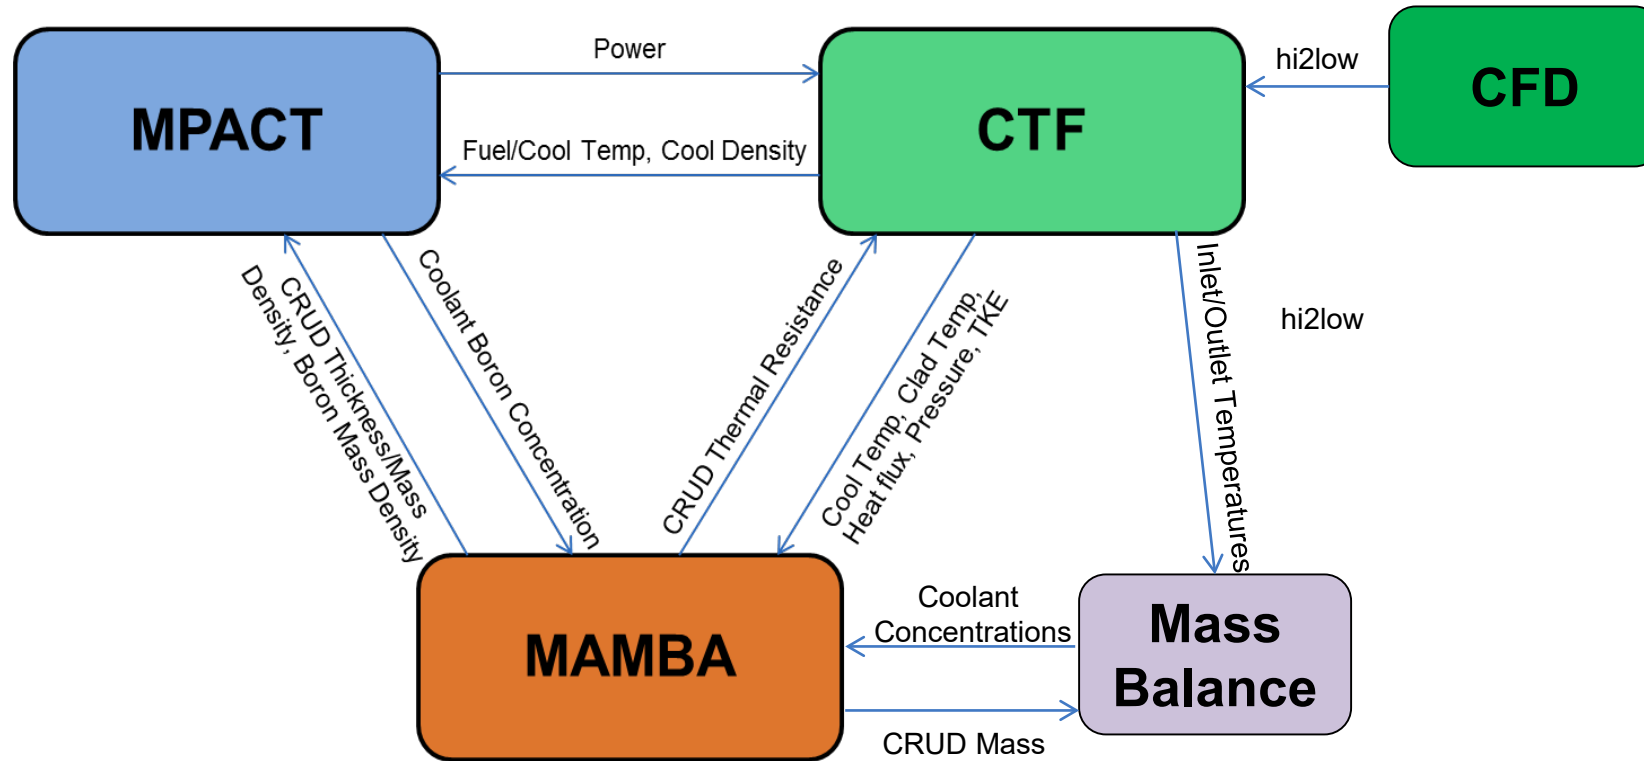 Power
hi2low
CFD
MPACT
CTF
Fuel/Cool Temp, Cool Density
CRUD Thickness/Mass
Density, Boron Mass Density
Coolant Boron Concentration
CRUD Thermal Resistance
Cool Temp, Clad Temp,
Heat flux, Pressure, TKE
Inlet/Outlet Temperatures
hi2low
MAMBA
Coolant
Concentrations
CRUD Mass
Mass
Balance